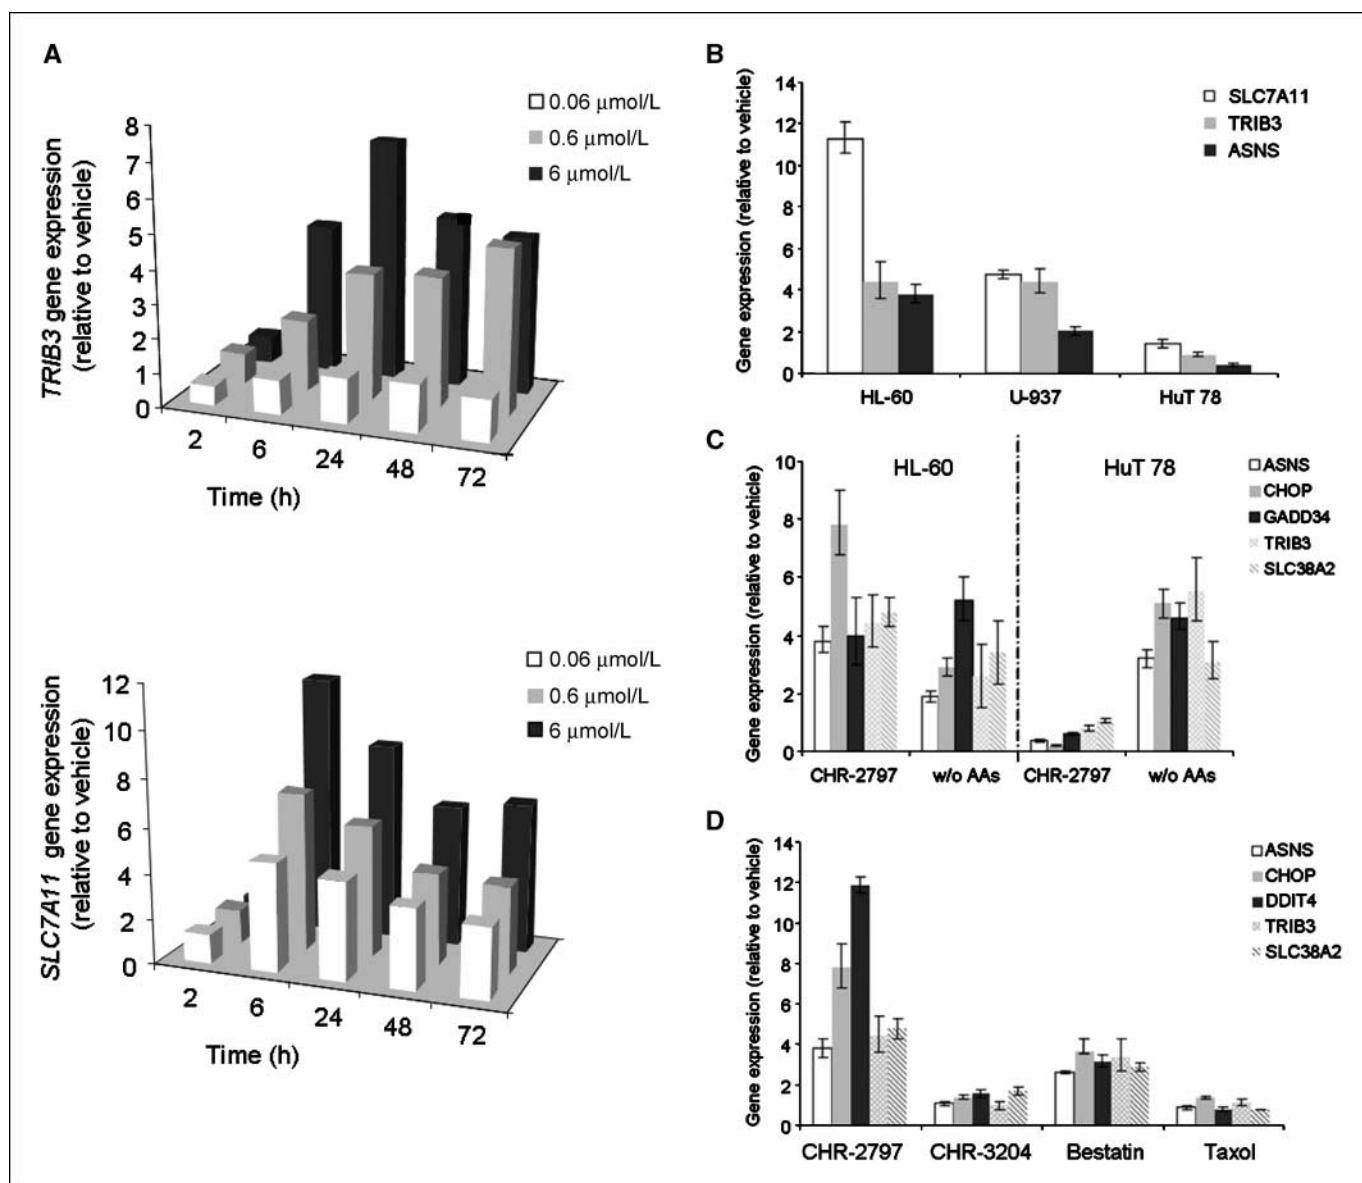 A
TRIB3 gene expression
(relative to vehicle)
8
7
6
5
4
3
2
1
0
0.06 μmol/L
0.6 μmol/L
6 μmol/L
2
6
24
48
72
Time (h)
SLC7A11 gene expression
(relative to vehicle)
12
10
8
6
4
2
0
0.06 μmol/L
0.6 μmol/L
6 μmol/L
2
6
24
48
72
Time (h)
B
Gene expression (relative to vehicle)
14
12
10
8
6
4
2
0
SLC7A11
TRIB3
ASNS
HL-60
U-937
HuT 78
C
Gene expression (relative to vehicle)
10
8
6
4
2
0
HL-60
HuT 78
ASNS
CHOP
GADD34
TRIB3
SLC38A2
CHR-2797
w/o AAs
CHR-2797
w/o AAs
D
Gene expression (relative to vehicle)
14
12
10
8
6
4
2
0
ASNS
CHOP
DDIT4
TRIB3
SLC38A2
CHR-2797
CHR-3204
Bestatin
Taxol